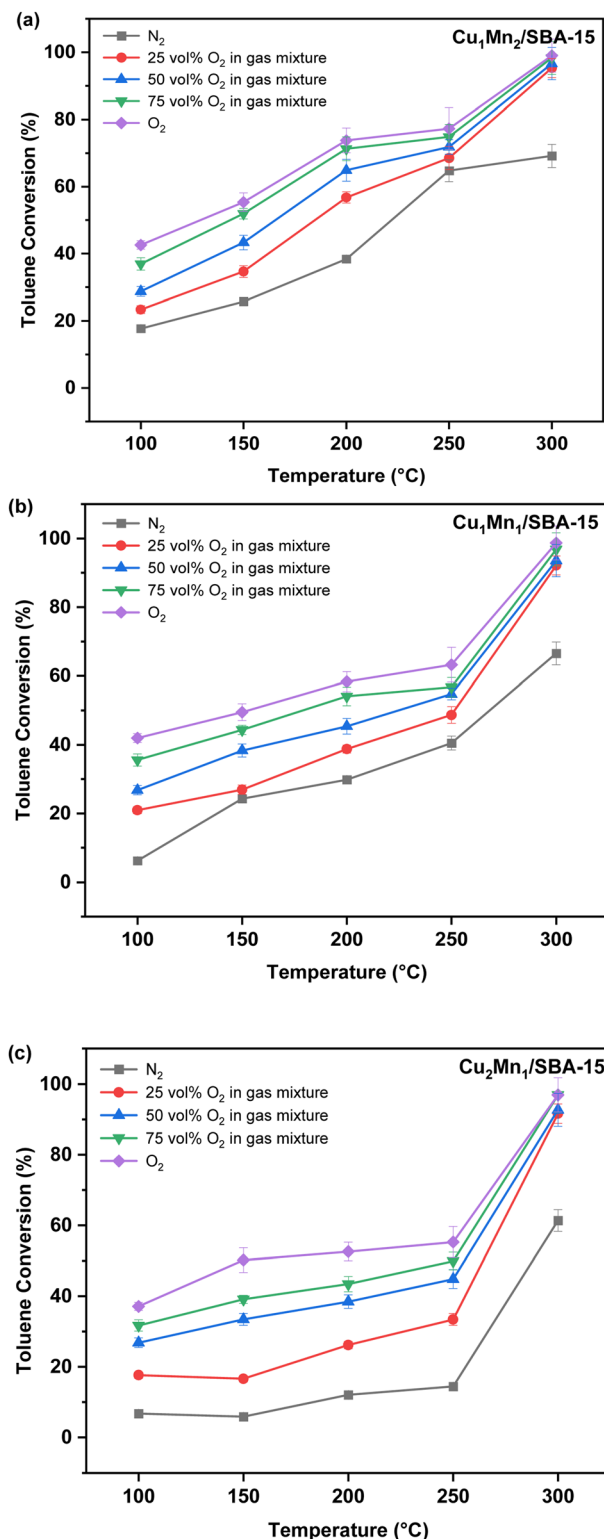 (a)
Cu₁Mn₂/SBA-15
N₂
25 vol% O₂ in gas mixture
50 vol% O₂ in gas mixture
75 vol% O₂ in gas mixture
O₂
Toluene Conversion (%)
100
80
60
40
20
0
100 150 200 250 300
Temperature (°C)
(b)
Cu₁Mn₁/SBA-15
N₂
25 vol% O₂ in gas mixture
50 vol% O₂ in gas mixture
75 vol% O₂ in gas mixture
O₂
Toluene Conversion (%)
100
80
60
40
20
0
100 150 200 250 300
Temperature (°C)
(c)
Cu₂Mn₁/SBA-15
N₂
25 vol% O₂ in gas mixture
50 vol% O₂ in gas mixture
75 vol% O₂ in gas mixture
O₂
Toluene Conversion (%)
100
80
60
40
20
0
100 150 200 250 300
Temperature (°C)